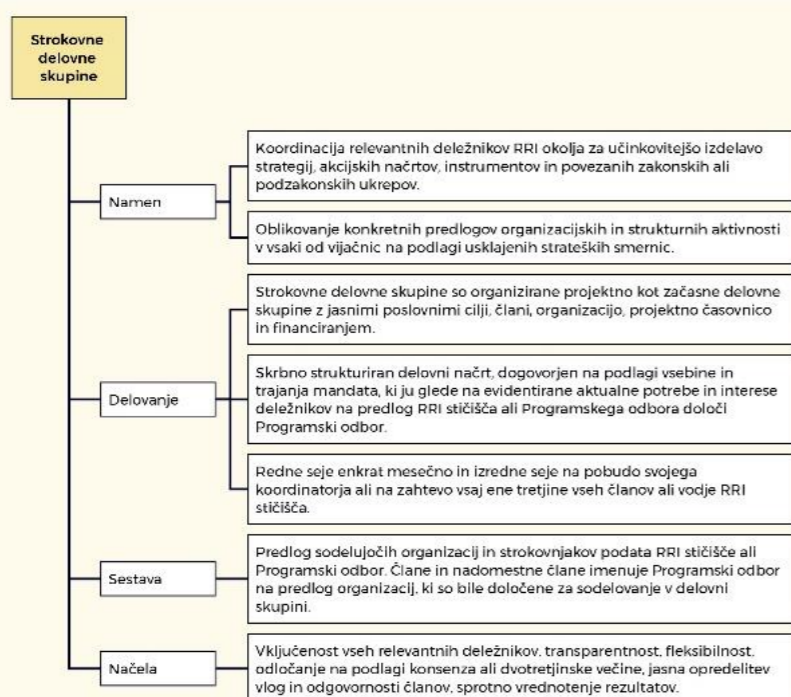 Strokovne
delovne
skupine
Namen
Koordinacija relevantnih deležnikov RRI okolja za učinkovitejšo izdelavo
strategij, akcijskih načrtov, instrumentov in povezanih zakonskih ali
podzakonskih ukrepov.
Oblikovanje konkretnih predlogov organizacijskih in strukturnih aktivnosti
v vsaki od vijačnic na podlagi usklajenih strateških smernic.
Delovanje
Strokovne delovne skupine so organizirane projektno kot začasne delovne
skupine z jasnimi poslovnimi cilji, člani, organizacijo, projektno časovnico
in financiranjem.
Skrbno strukturiran delovni načrt, dogovorjen na podlagi vsebine in
trajanja mandata, ki ju glede na evidentirane aktualne potrebe in interese
deležnikov na predlog RRI stičišča ali Programskega odbora določi
Programski odbor.
Redne seje enkrat mesečno in izredne seje na pobudo svojega
koordinatorja ali na zahtevo vsaj ene tretjine vseh članov ali vodje RRI
stičišča.
Sestava
Predlog sodelujočih organizacij in strokovnjakov podata RRI stičišče ali
Programski odbor. Člane in nadomestne člane imenuje Programski odbor
na predlog organizacij, ki so bile določene za sodelovanje v delovni
skupini.
Načela
Vključenost vseh relevantnih deležnikov, transparentnost, fleksibilnost,
odločanje na podlagi konsenza ali dvotretjinske večine, jasna opredelitev
vlog in odgovornosti članov, sprotno vrednotenje rezultatov.